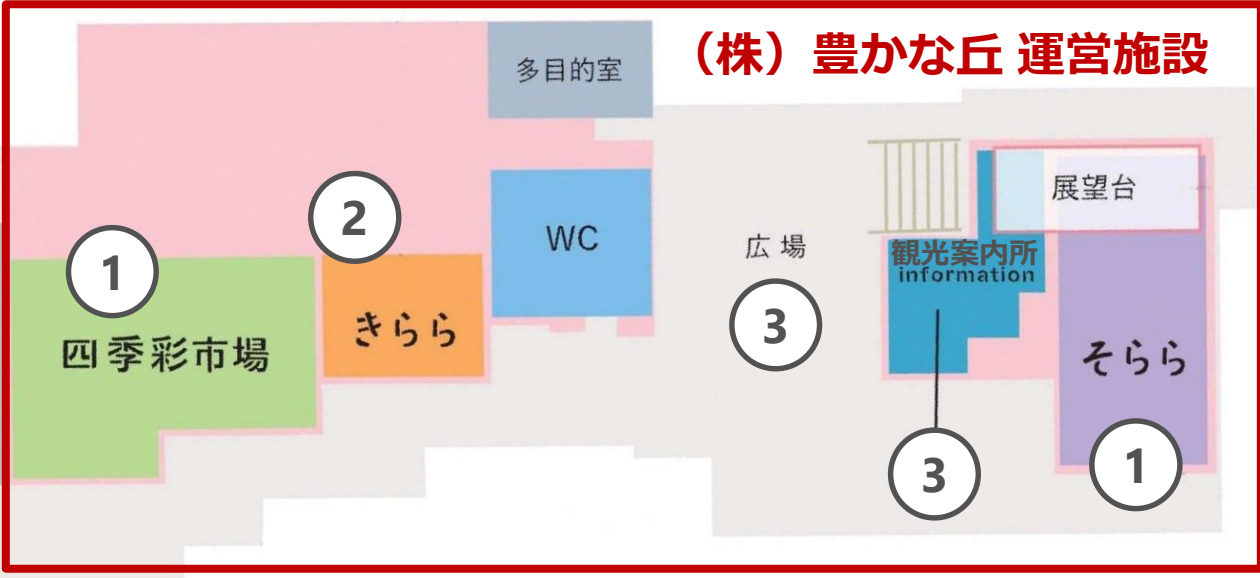 （株）豊かな丘 運営施設
多目的室
展望台
2
WC
広場
観光案内所
information
1
3
きらら
四季彩市場
そらら
3
1